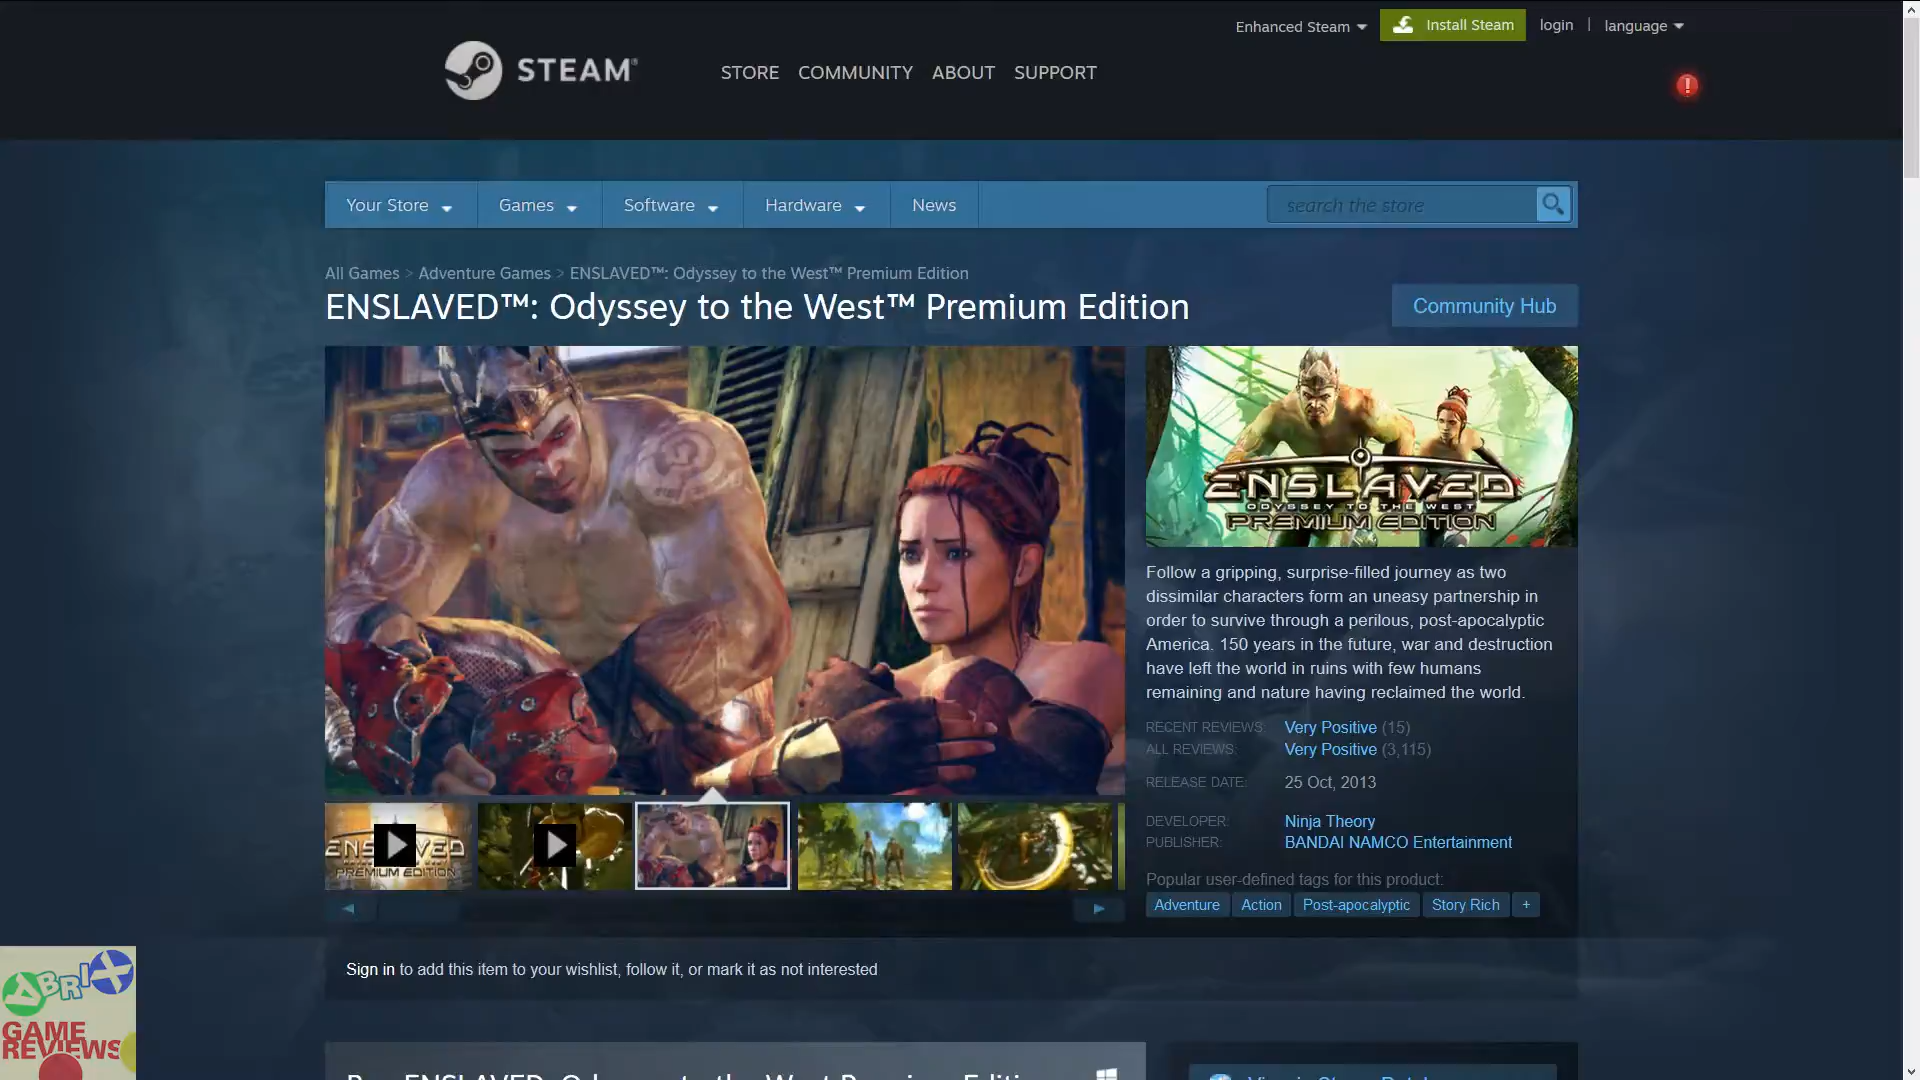 Enhanced Steam
Install Steam
login
language
STEAM®
STORE
COMMUNITY
ABOUT
SUPPORT
Your Store
Games
Software
Hardware
News
search the store
All Games > Adventure Games > ENSLAVED™: Odyssey to the West™ Premium Edition
ENSLAVED™: Odyssey to the West™ Premium Edition
Community Hub
ENSLAVED
ODYSSEY TO THE WEST
PREMIUM EDITION
Follow a gripping, surprise-filled journey as two
dissimilar characters form an uneasy partnership in
order to survive through a perilous, post-apocalyptic
America. 150 years in the future, war and destruction
have left the world in ruins with few humans
remaining and nature having reclaimed the world.
RECENT REVIEWS: Very Positive (15)
ALL REVIEWS: Very Positive (3,115)
RELEASE DATE: 25 Oct, 2013
DEVELOPER: Ninja Theory
PUBLISHER: BANDAI NAMCO Entertainment
Popular user-defined tags for this product:
Adventure
Action
Post-apocalyptic
Story Rich
+
PREMIUM EDITION
Sign in to add this item to your wishlist, follow it, or mark it as not interested
ABRIX
GAME
REVIEWS